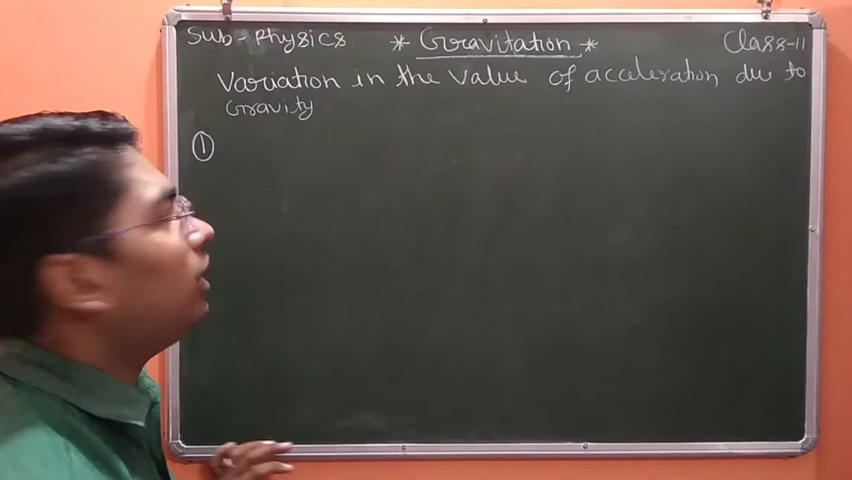 Sub - Physics * Gravitation * Class-11
Variation in the value of acceleration due to
Gravity
①